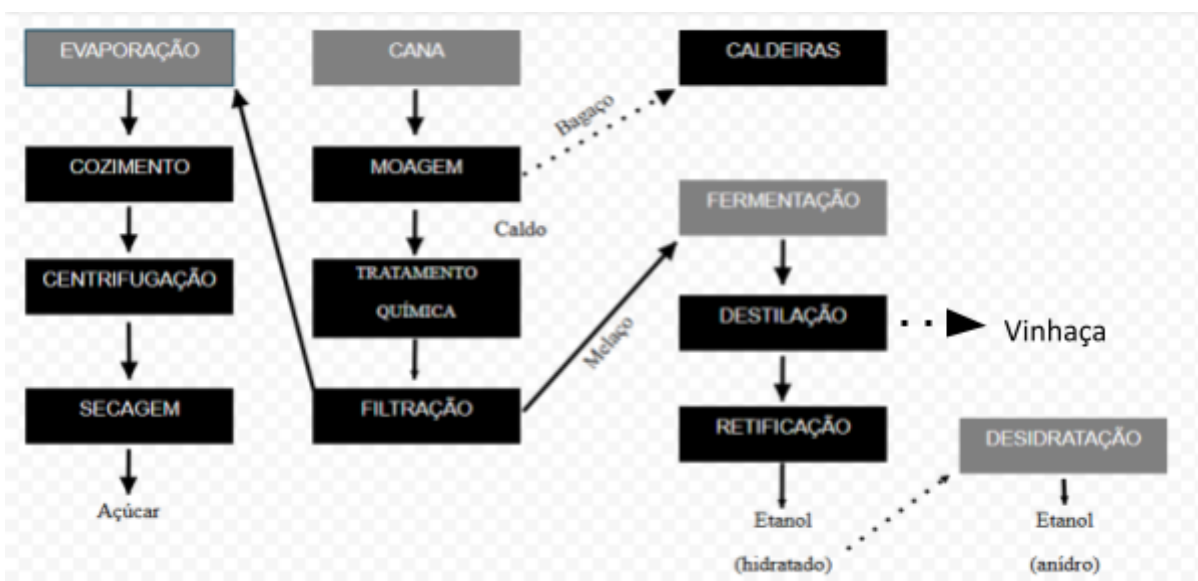 EVAPORAÇÃO
CANA
CALDEIRAS
Bagaço
COZIMENTO
MOAGEM
FERMENTAÇÃO
Caldo
CENTRIFUGAÇÃO
TRATAMENTO
QUÍMICA
DESTILAÇÃO
Vinhaça
Melaço
SECAGEM
FILTRAÇÃO
RETIFICAÇÃO
DESIDRATAÇÃO
Açúcar
Etanol
(hidratado)
Etanol
(anídro)